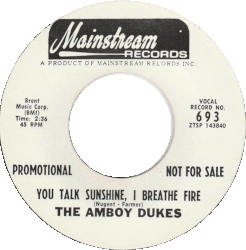 Mainstream
RECORDS
A PRODUCT OF MAINSTREAM RECORDS INC.
Brent
Music Corp.
(BMI)
Time: 2:36
45 RPM
VOCAL
RECORD NO.
693
ZTSP 143840
PROMOTIONAL
NOT FOR SALE
YOU TALK SUNSHINE, I BREATHE FIRE
(Nugent - Farmer)
THE AMBOY DUKES